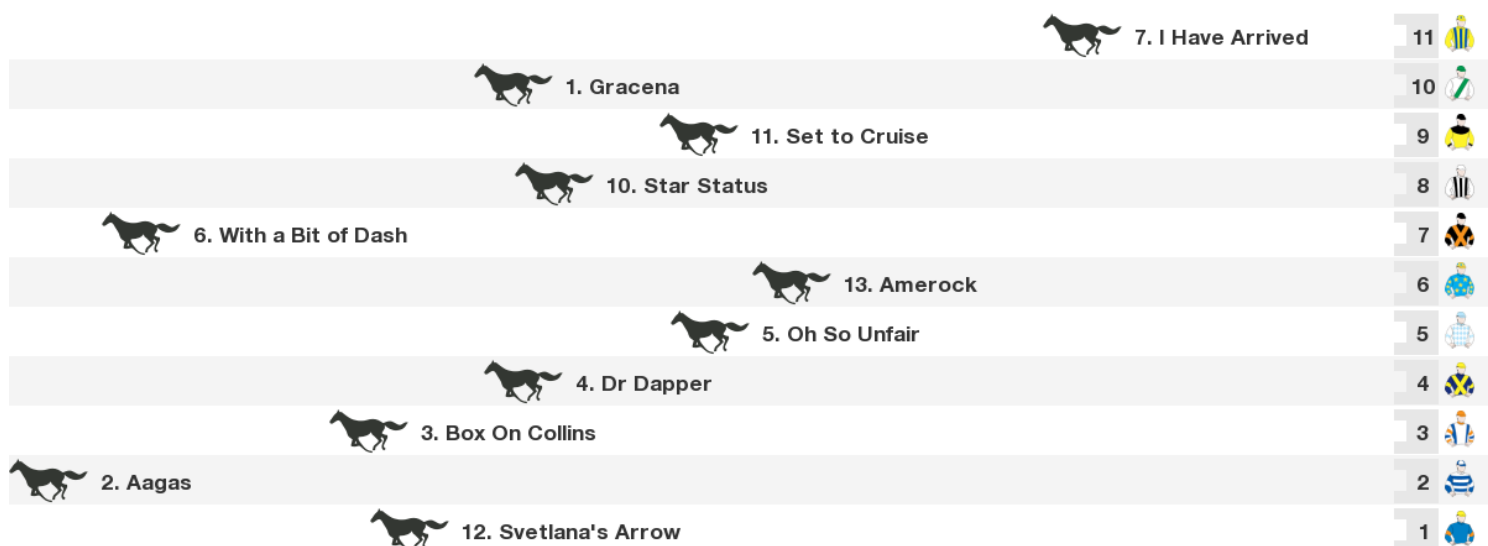 7. I Have Arrived 11
1. Gracena 10
11. Set to Cruise 9
10. Star Status 8
6. With a Bit of Dash 7
13. Amerock 6
5. Oh So Unfair 5
4. Dr Dapper 4
3. Box On Collins 3
2. Aagas 2
12. Svetlana's Arrow 1